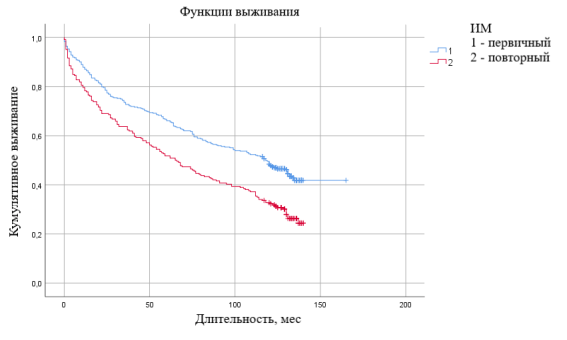 Функции выживания
ИМ
1 - первичный
2 - повторный
1
2
Кумулятивное выживание
1,0
0,8
0,6
0,4
0,2
0,0
0 50 100 150 200
Длительность, мес